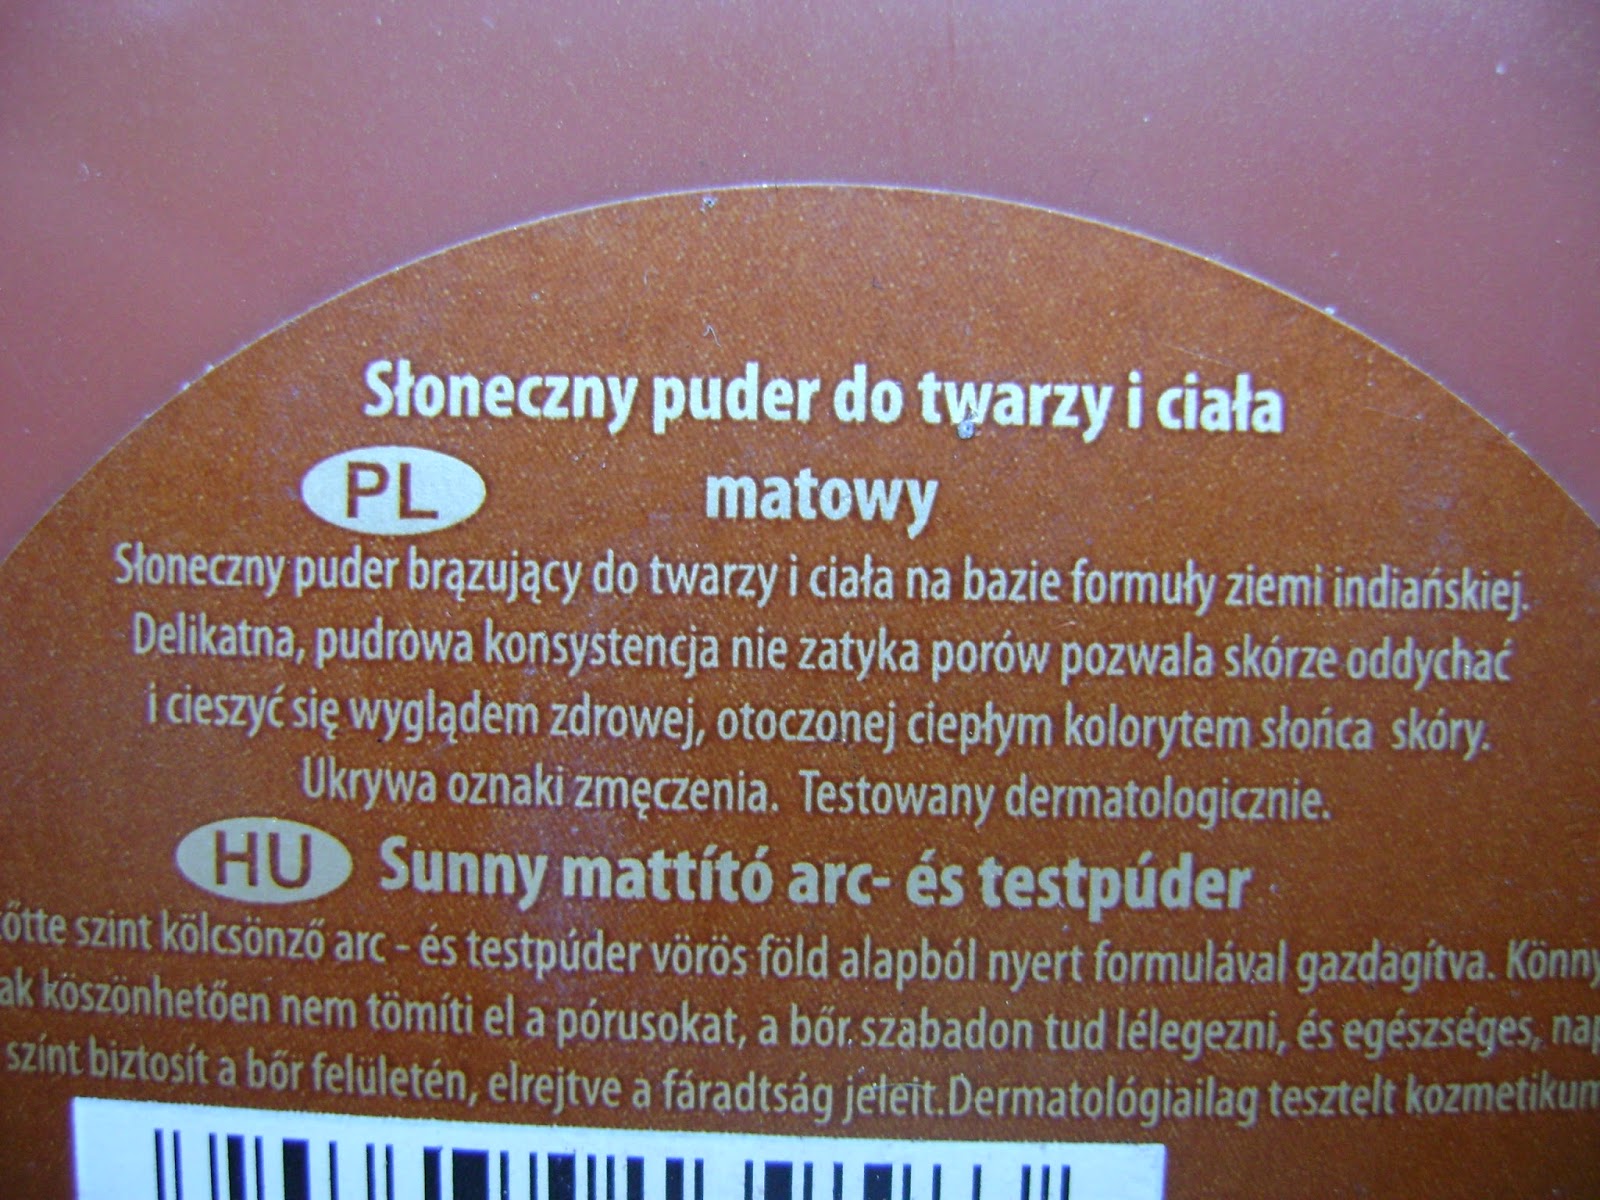 Słoneczny puder do twarzy i ciała
PL matowy
Słoneczny puder brązujący do twarzy i ciała na bazie formuły ziemi indiańskiej.
Delikatna, pudrowa konsystencja nie zatyka porów pozwala skórze oddychać
i cieszyć się wyglądem zdrowej, otoczonej ciepłym kolorytem słońca skóry.
Ukrywa oznaki zmęczenia. Testowany dermatologicznie.
HU Sunny mattító arc- és testpúder
szint kölcsönző arc - és testpúder vörös föld alapból nyert formulával gazdagítva.
köszönhetően nem tömíti el a pórusokat, a bőr szabadon tud lélegezni, és egészséges,
színt biztosít a bőr felületén, elrejtve a fáradtság jeleit. Dermatológiailag tesztelt